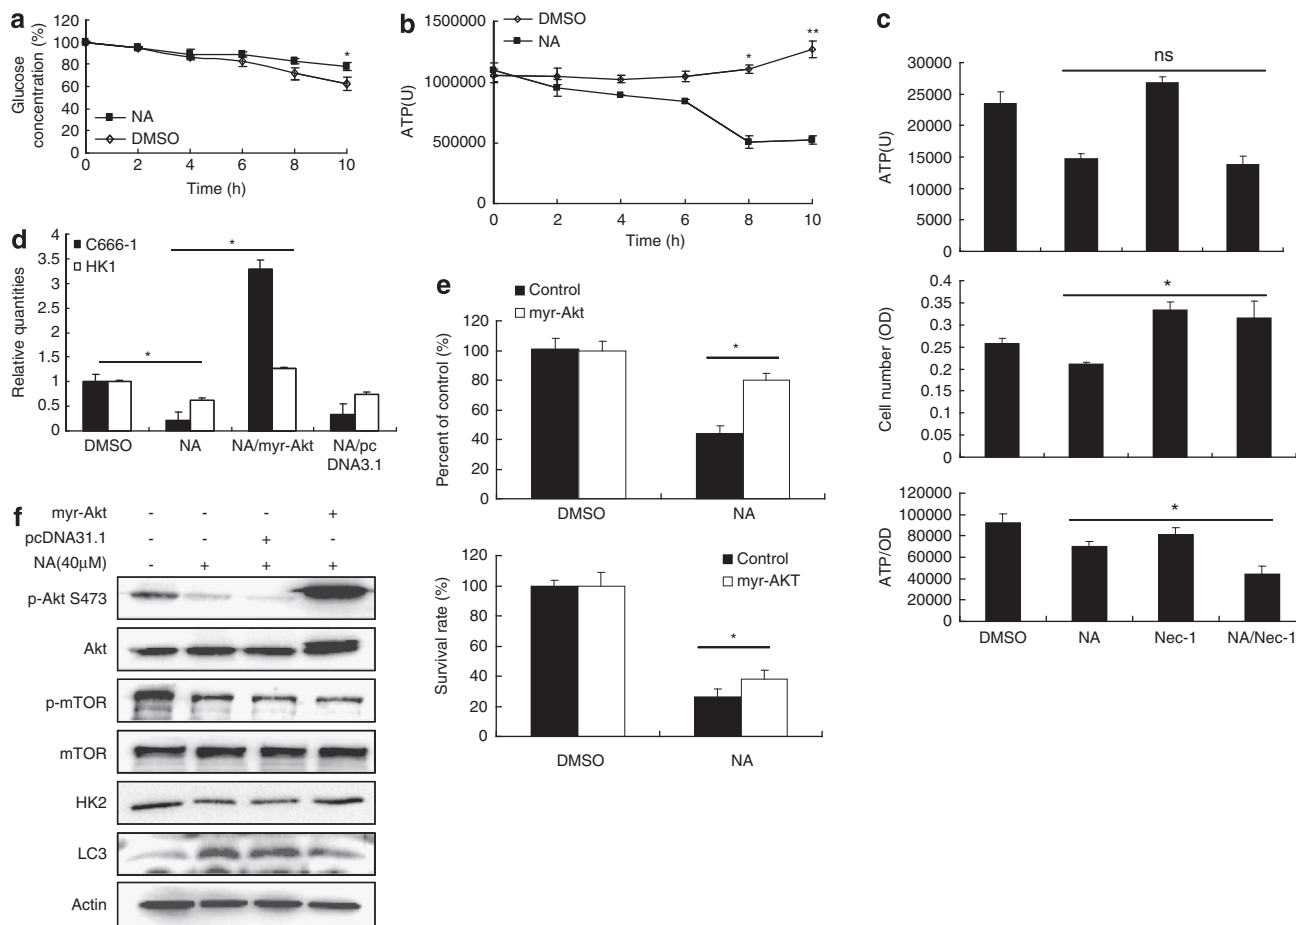 a
120
100
80
60
40
20
0
Glucose
concentration (%)
NA
DMSO
*
0 2 4 6 8 10
Time (h)
b
1500000
1000000
500000
0
ATP(U)
DMSO
NA
*
**
0 2 4 6 8 10
Time (h)
c
ns
30000
25000
20000
15000
10000
5000
0
ATP(U)
*
0.4
0.35
0.3
0.25
0.2
0.15
0.1
0.05
0
Cell number (OD)
*
120000
100000
80000
60000
40000
20000
0
ATP/OD
DMSO NA Nec-1 NA/Nec-1
d
4
3.5
3
2.5
2
1.5
1
0.5
0
Relative quantities
C666-1
HK1
*
*
DMSO NA NA/myr-Akt NA/pc
DNA3.1
e
Control
myr-Akt
120
100
80
60
40
20
0
Percent of control (%)
*
DMSO NA
120
100
80
60
40
20
0
Survival rate (%)
Control
myr-AKT
*
DMSO NA
f
myr-Akt - - - +
pcDNA31.1 - - + -
NA(40μM) - + + +
p-Akt S473
Akt
p-mTOR
mTOR
HK2
LC3
Actin